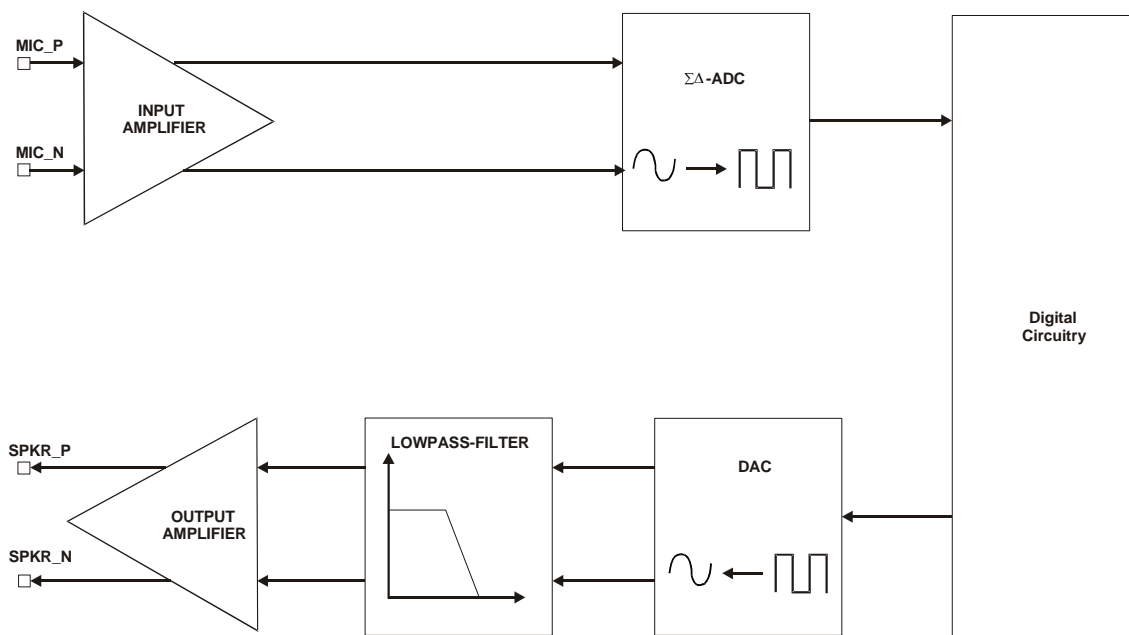 MIC_P
INPUT
AMPLIFIER
MIC_N
ΣΔ-ADC
Digital
Circuitry
SPKR_P
OUTPUT
AMPLIFIER
SPKR_N
LOWPASS-FILTER
DAC